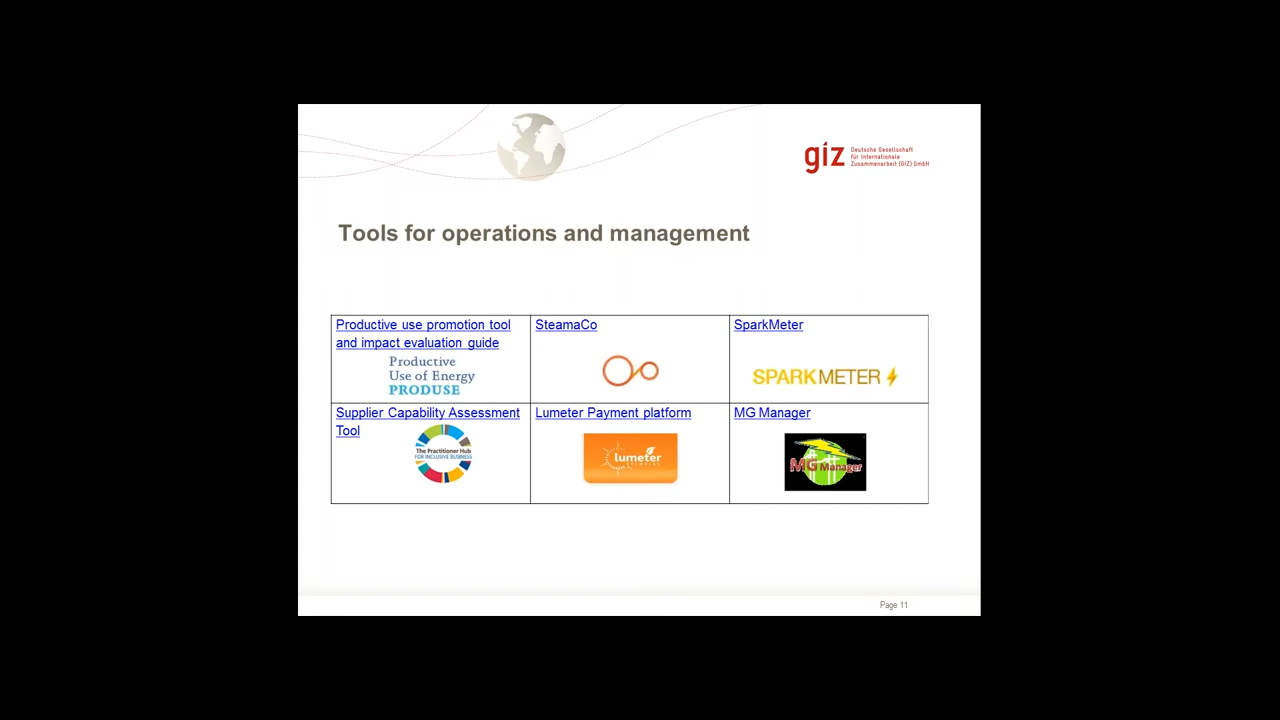 giz
Deutsche Gesellschaft
für Internationale
Zusammenarbeit (GIZ) GmbH
Tools for operations and management
Productive use promotion tool
and impact evaluation guide
Productive
Use of Energy
PRODUSE
SteamaCo
SparkMeter
SPARKMETER
Supplier Capability Assessment
Tool
The Practitioner Hub
FOR INCLUSIVE BUSINESS
Lumeter Payment platform
lumeter
networks
MG Manager
MG Manager
Page 11